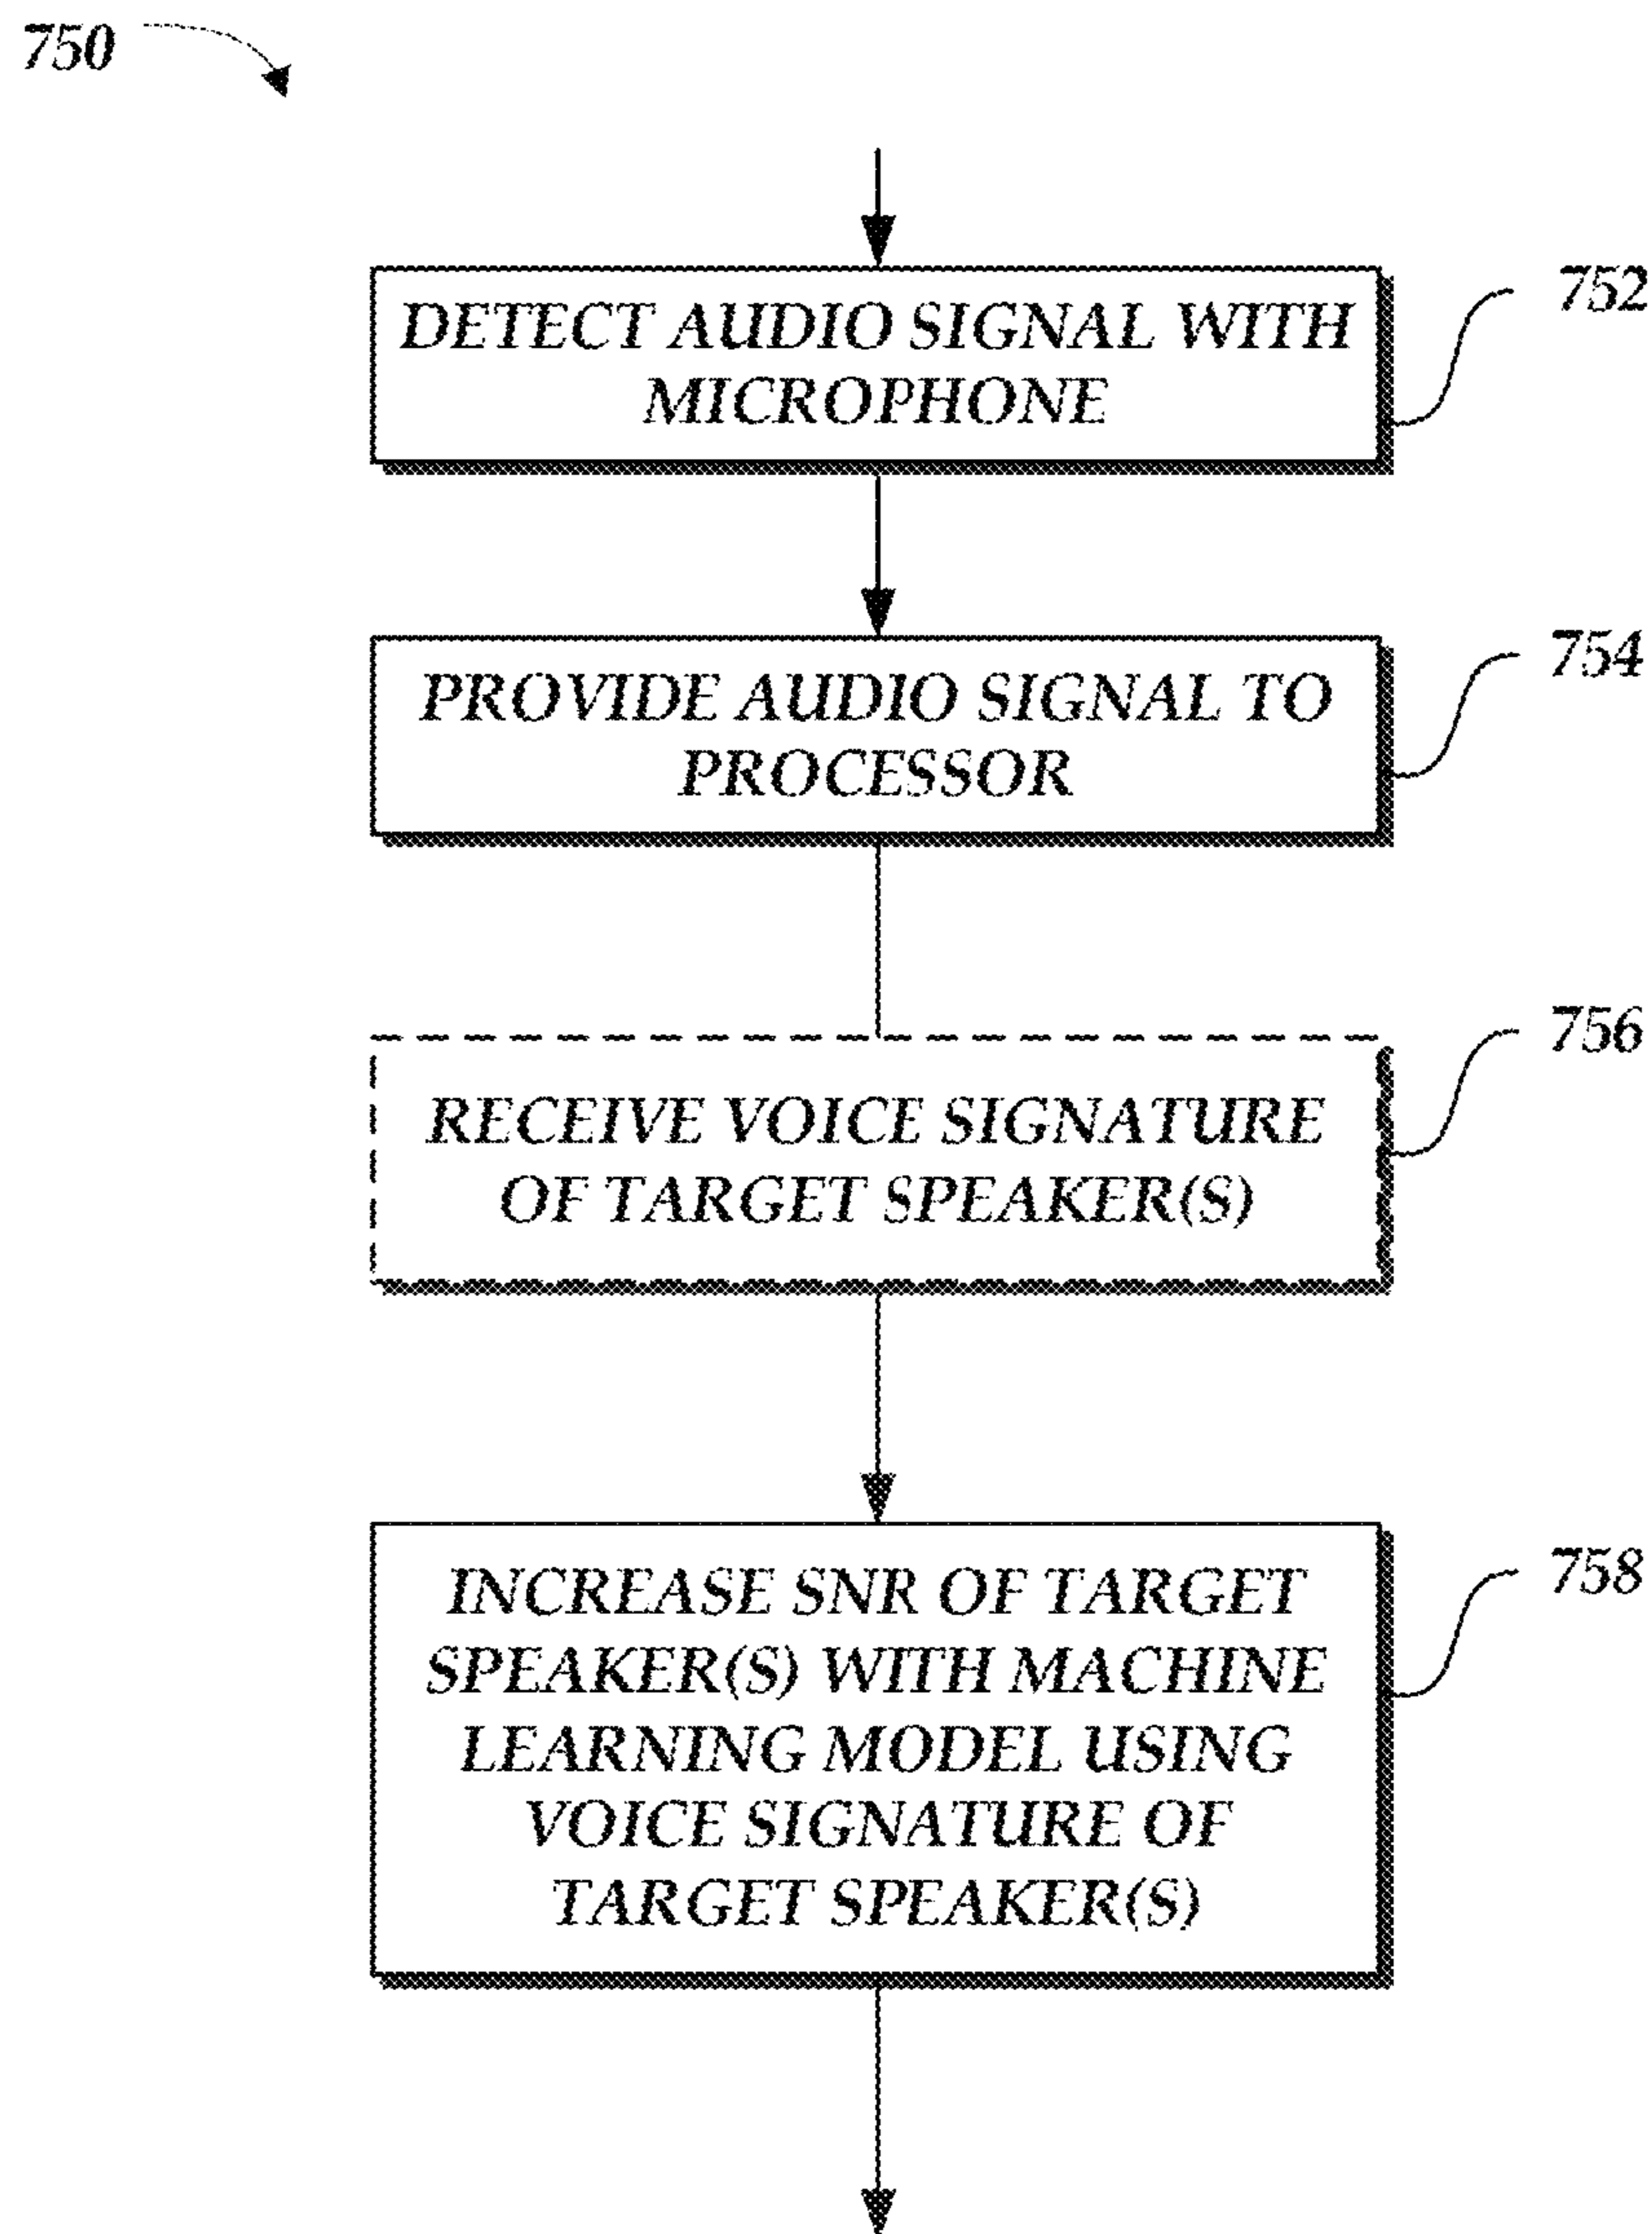 750
DETECT AUDIO SIGNAL WITH
MICROPHONE
752
PROVIDE AUDIO SIGNAL TO
PROCESSOR
754
RECEIVE VOICE SIGNATURE
OF TARGET SPEAKER(S)
756
INCREASE SNR OF TARGET
SPEAKER(S) WITH MACHINE
LEARNING MODEL USING
VOICE SIGNATURE OF
TARGET SPEAKER(S)
758